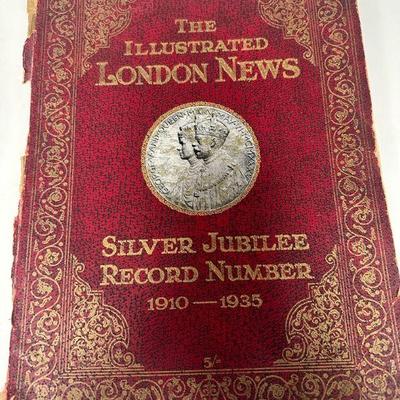 THE
ILLUSTRATED
LONDON NEWS
SILVER JUBILEE
RECORD NUMBER
1910—1935
5/-